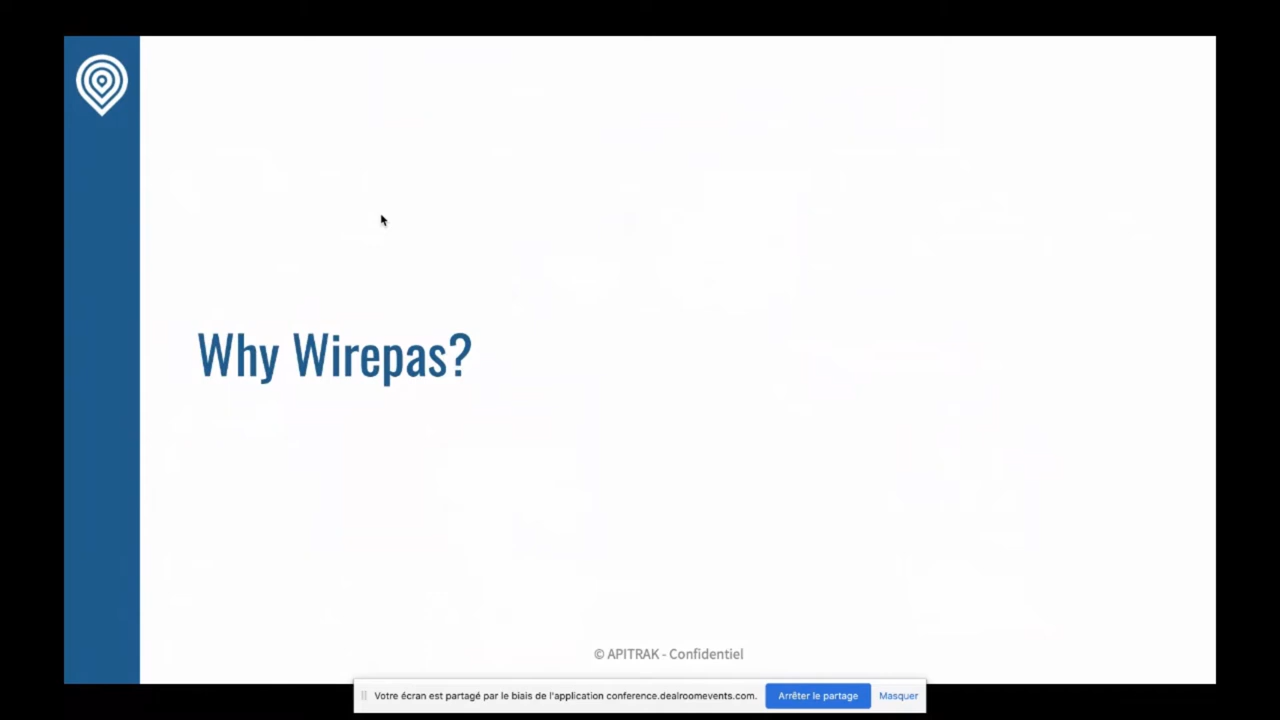 Why Wirepas?
© APITRAK - Confidentiel
Votre écran est partagé par le biais de l'application conference.dealroomevents.com. Arrêter le partage Masquer